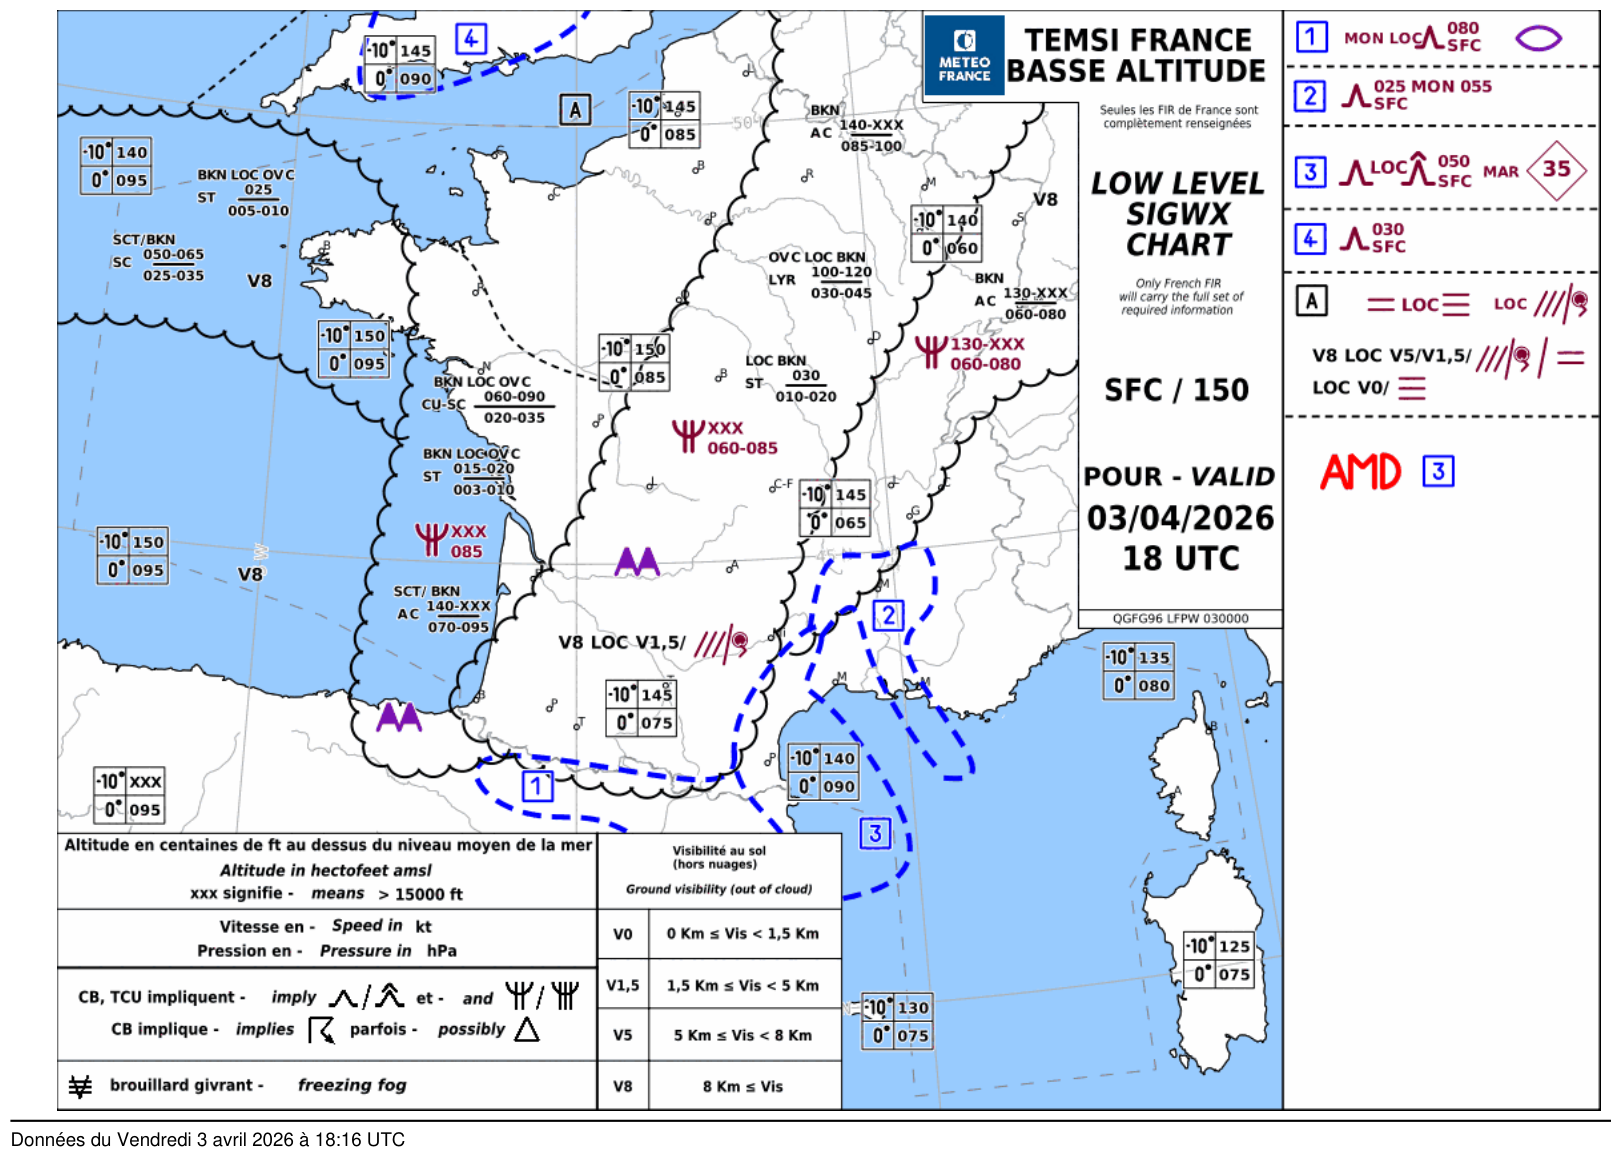 4
-10° 145
0° 090
A
-10° 145
0° 085
50°
-10° 140
0° 095
BKN LOC OVC
025
ST
005-010
SCT/BKN
050-065
SC
025-035
V8
BKN
AC 140-XXX
085-100
V8
-10° 140
0° 060
OVC LOC BKN
100-120
LYR
030-045
BKN
AC 130-XXX
060-080
130-XXX
060-080
-10° 150
0° 095
-10° 150
0° 085
LOC BKN
030
ST
010-020
BKN LOC OVC
060-090
CU-SC
020-035
XXX
060-085
BKN LOC OVC
015-020
ST
003-010
XXX
085
-10° 145
0° 065
-10° 150
0° 095
V8
SCT/ BKN
AC 140-XXX
070-095
V8 LOC V1,5/
2
-10° 145
0° 075
-10° 135
0° 080
1
-10° 140
0° 090
3
-10° XXX
0° 095
-10° 125
0° 075
-10° 130
0° 075
METEO
FRANCE
TEMSI FRANCE
BASSE ALTITUDE
Seules les FIR de France sont
complètement renseignées
LOW LEVEL
SIGWX
CHART
Only French FIR
will carry the full set of
required information
SFC / 150
POUR - VALID
03/04/2026
18 UTC
QGFG96 LFPW 030000
1 MON LOC 080
SFC
2 025 MON 055
SFC
3 LOC 050
SFC MAR 35
4 030
SFC
A LOC LOC
V8 LOC V5/V1,5/ /
LOC V0/
AMD 3
Altitude en centaines de ft au dessus du niveau moyen de la mer
Altitude in hectofeet amsl
xxx signifie - means > 15000 ft
Vitesse en - Speed in kt
Pression en - Pressure in hPa
CB, TCU impliquent - imply / et - and /
CB implique - implies parfois - possibly
brouillard givrant - freezing fog
Visibilité au sol
(hors nuages)
Ground visibility (out of cloud)
V0 0 Km ≤ Vis < 1,5 Km
V1,5 1,5 Km ≤ Vis < 5 Km
V5 5 Km ≤ Vis < 8 Km
V8 8 Km ≤ Vis
Données du Vendredi 3 avril 2026 à 18:16 UTC